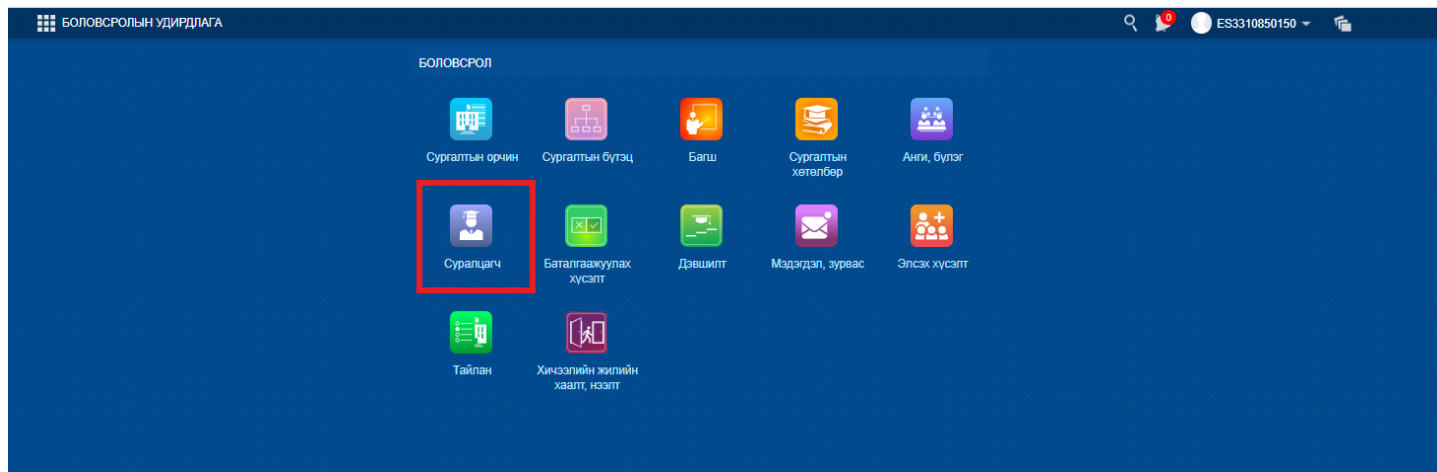 БОЛОВСРОЛЫН УДИРДЛАГА
0
ES3310850150
БОЛОВСРОЛ
Сургалтын орчин
Сургалтын бүтэц
Багш
Сургалтын
хөтөлбөр
Анги, бүлэг
Суралцагч
Баталгаажуулах
хүсэлт
Дэвшилт
Мэдэгдэл, зурвас
Элсэх хүсэлт
Тайлан
Хичээлийн жилийн
хаалт, нээлт